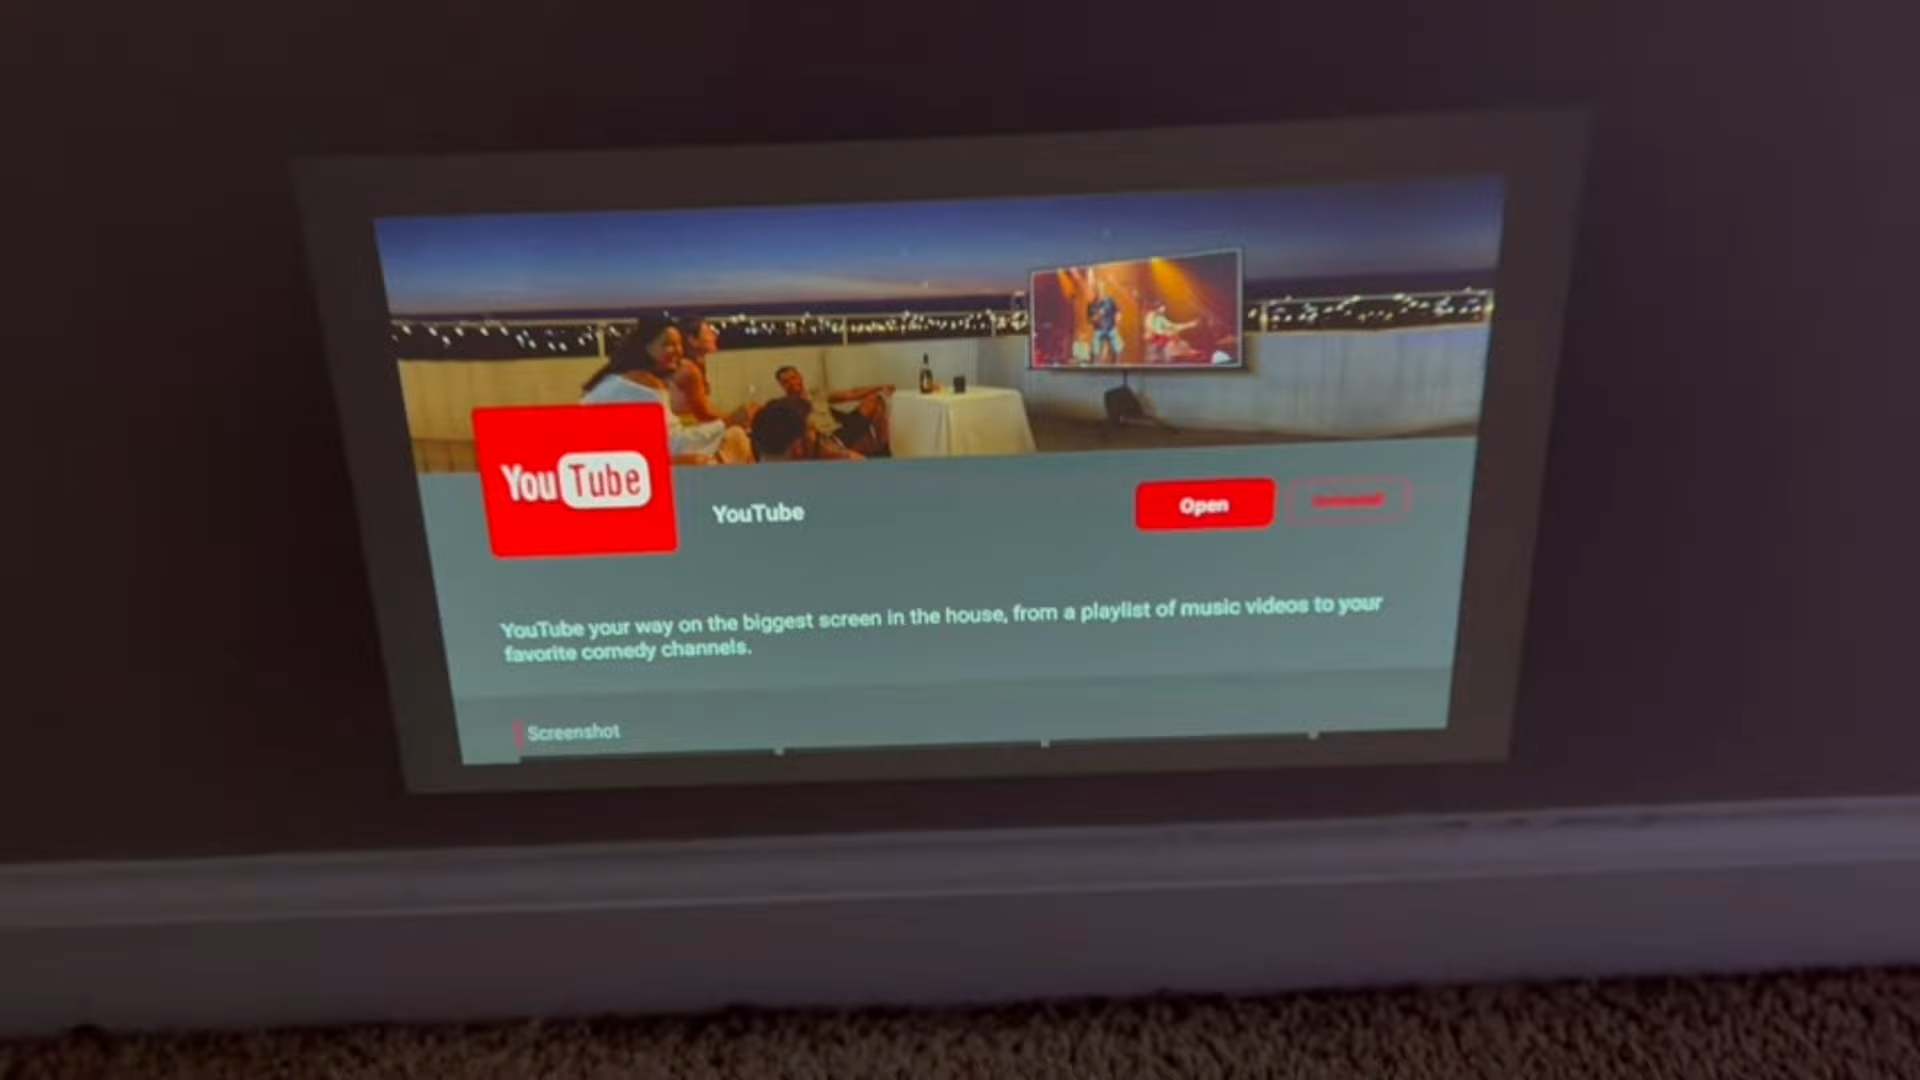 YouTube
YouTube
Open
YouTube your way on the biggest screen in the house, from a playlist of music videos to your
favorite comedy channels.
Screenshot